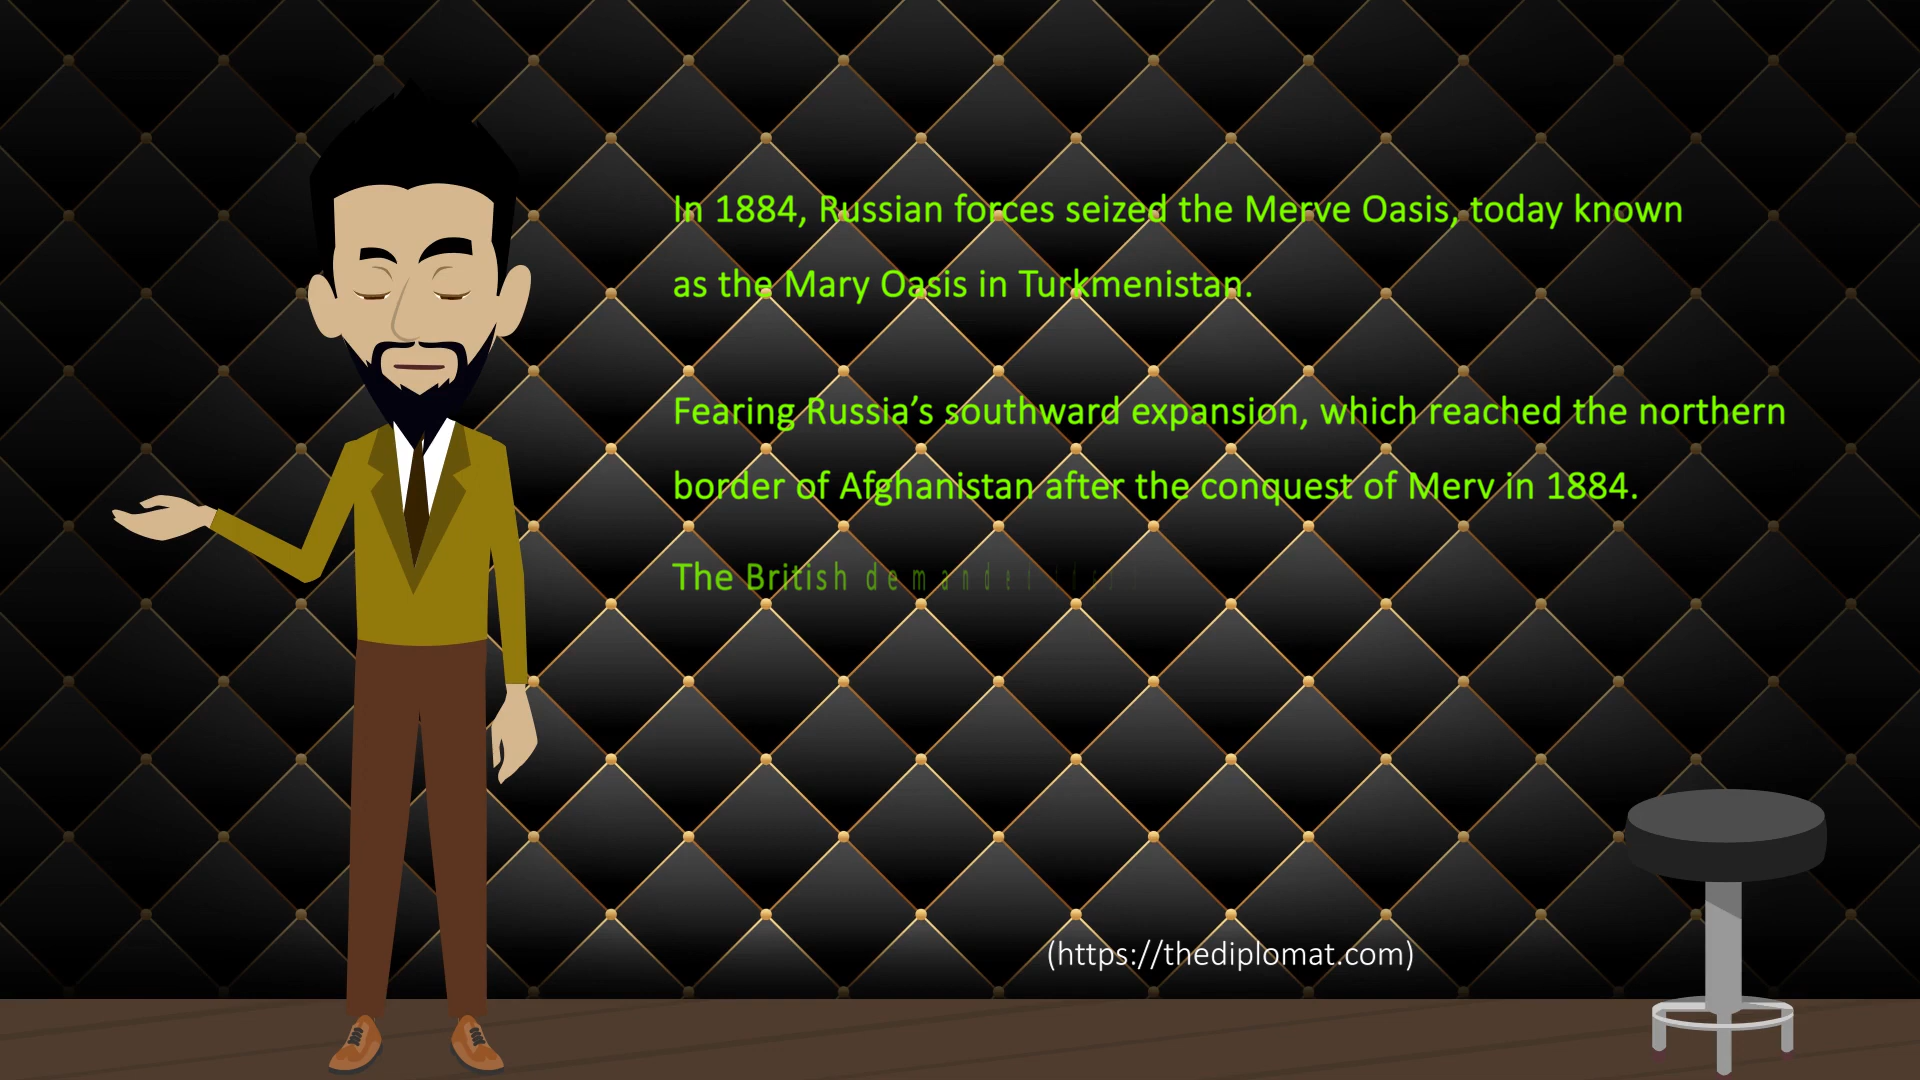 In 1884, Russian forces seized the Merve Oasis, today known
as the Mary Oasis in Turkmenistan.
Fearing Russia’s southward expansion, which reached the northern
border of Afghanistan after the conquest of Merv in 1884.
The British
(https://thediplomat.com)